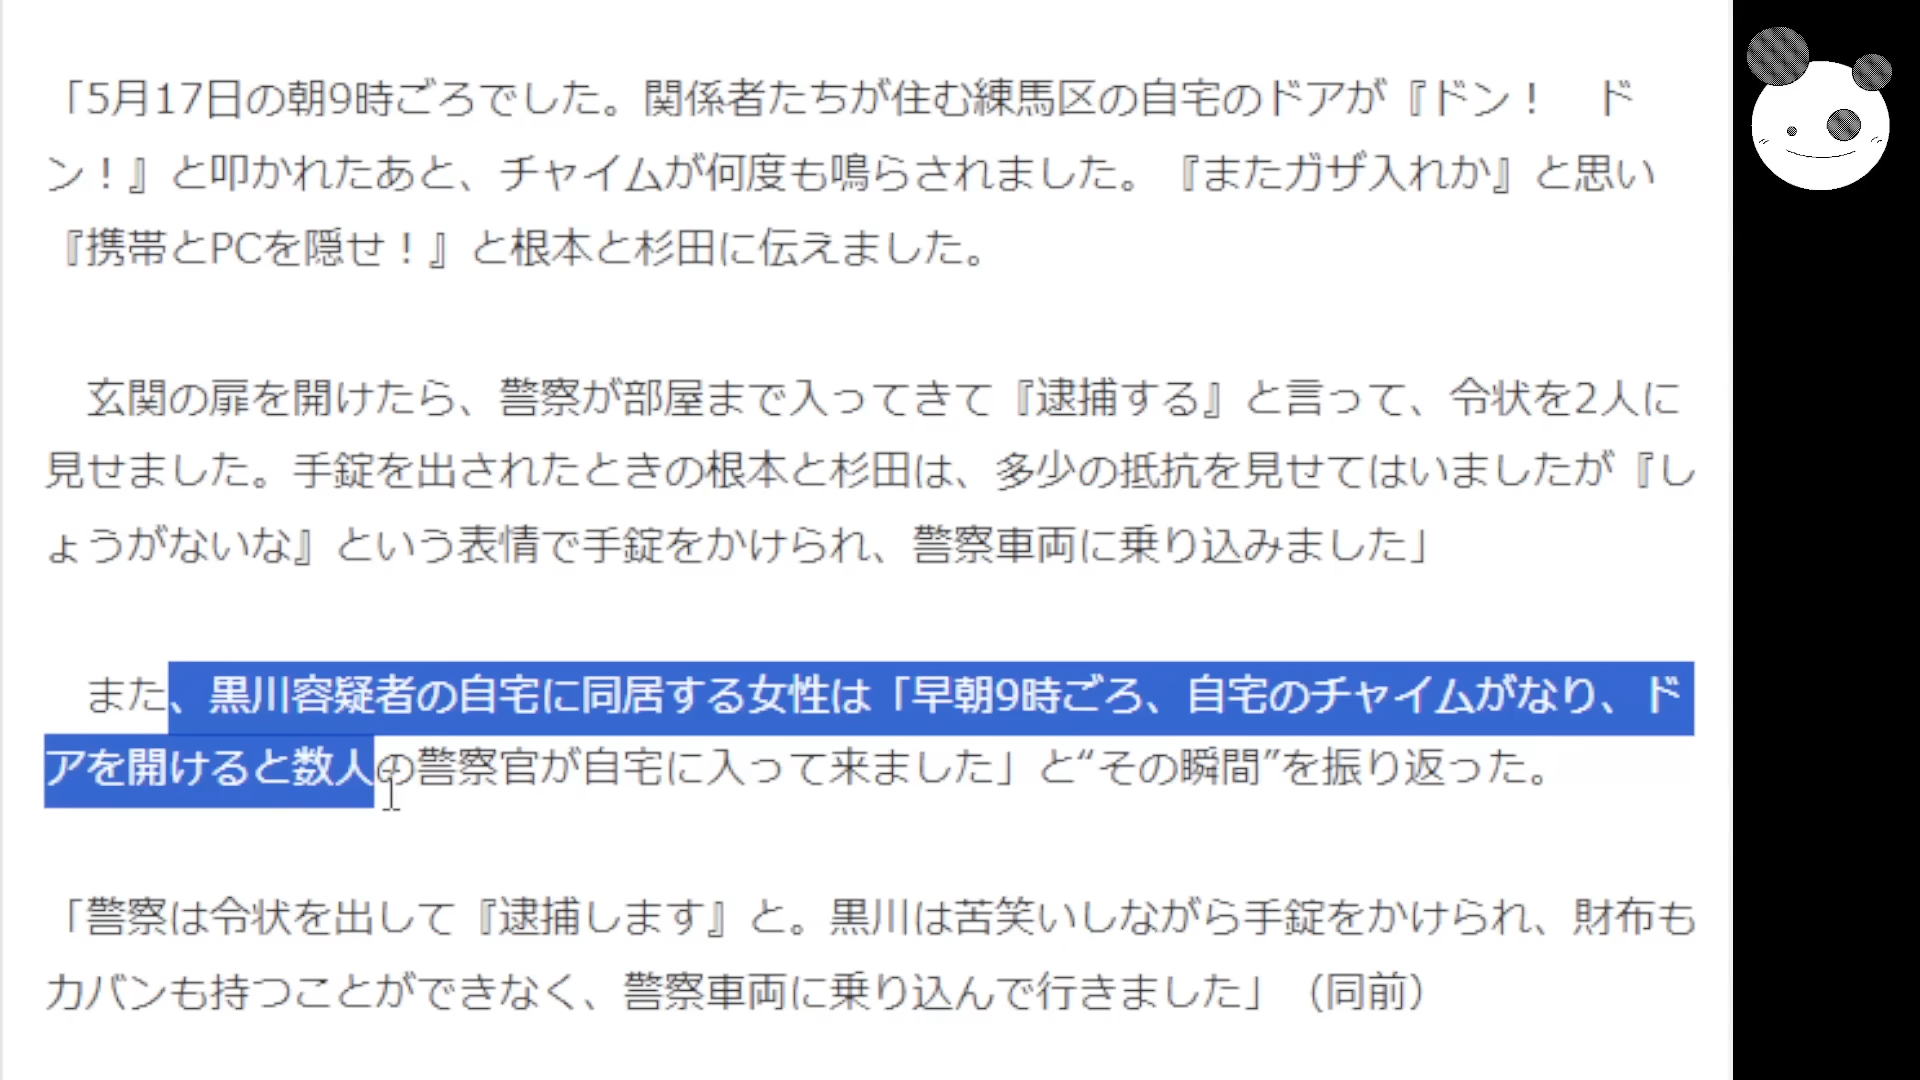 「5月17日の朝9時ごろでした。関係者たちが住む練馬区の自宅のドアが『ドン！　ド
ン！』と叩かれたあと、チャイムが何度も鳴らされました。『またガザ入れか』と思い
『携帯とPCを隠せ！』と根本と杉田に伝えました。
　玄関の扉を開けたら、警察が部屋まで入ってきて『逮捕する』と言って、令状を2人に
見せました。手錠を出されたときの根本と杉田は、多少の抵抗を見せてはいましたが『し
ょうがないな』という表情で手錠をかけられ、警察車両に乗り込みました」
　また、黒川容疑者の自宅に同居する女性は「早朝9時ごろ、自宅のチャイムがなり、ド
アを開けると数人の警察官が自宅に入って来ました」と“その瞬間”を振り返った。
「警察は令状を出して『逮捕します』と。黒川は苦笑いしながら手錠をかけられ、財布も
カバンも持つことができなく、警察車両に乗り込んで行きました」（同前）